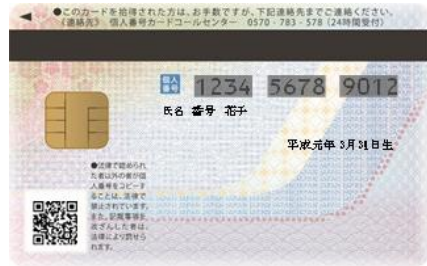 ●このカードを拾得された方は、お手数ですが、下記連絡先までご連絡ください。
《連絡先》 個人番号カードコールセンター 0570-783-578（24時間受付）
個人番号 1234 5678 9012
氏名 番号 花子
平成元年 3月31日生
●法律で認められ
た者以外の者が個
人番号をコピーす
ることは、法律で
禁止されています。
また、記載事項を
改ざんした者は、
法律により罰せら
れます。